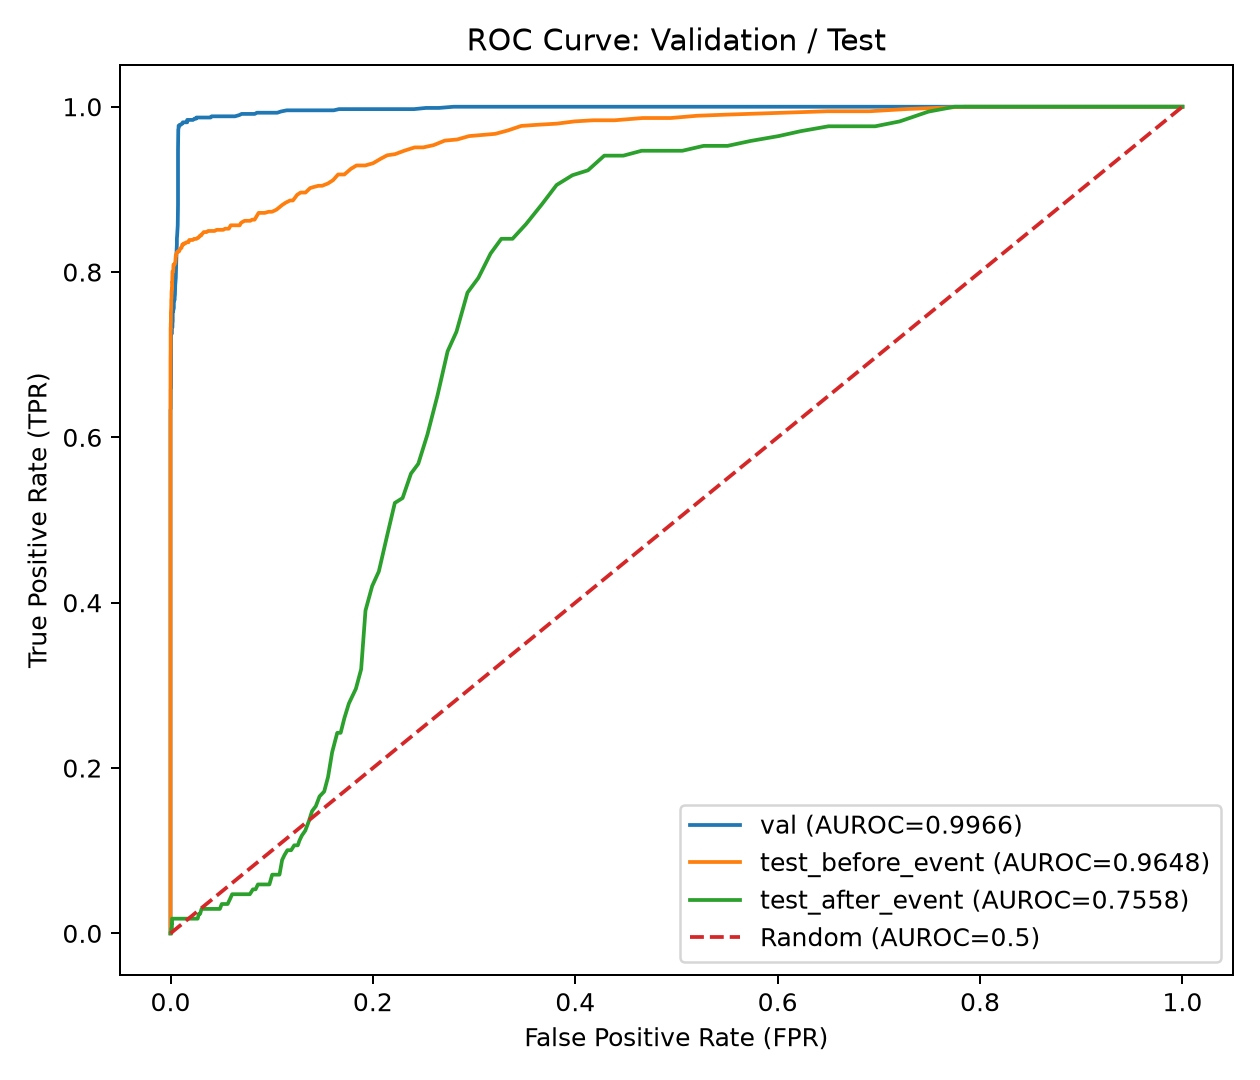 ROC Curve: Validation / Test
True Positive Rate (TPR)
1.0
0.8
0.6
0.4
0.2
0.0
0.0 0.2 0.4 0.6 0.8 1.0
False Positive Rate (FPR)
val (AUROC=0.9966)
test_before_event (AUROC=0.9648)
test_after_event (AUROC=0.7558)
Random (AUROC=0.5)